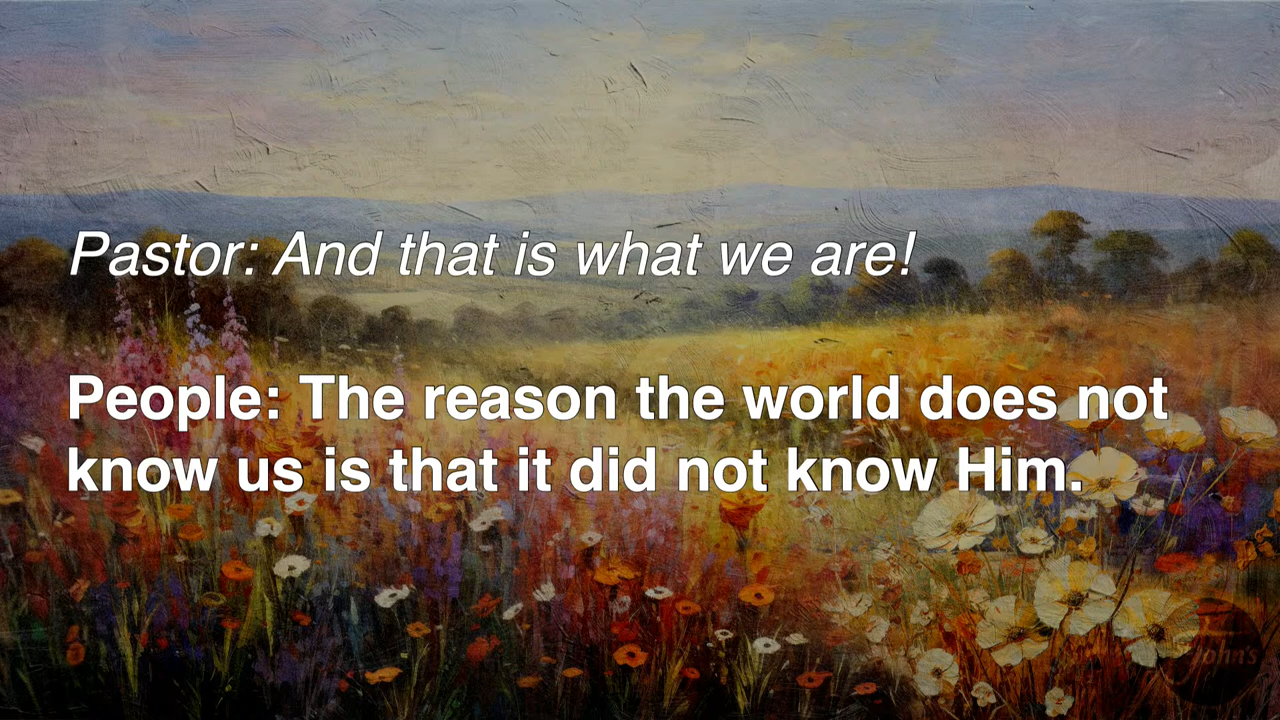 Pastor: And that is what we are!
People: The reason the world does not
know us is that it did not know Him.
John's